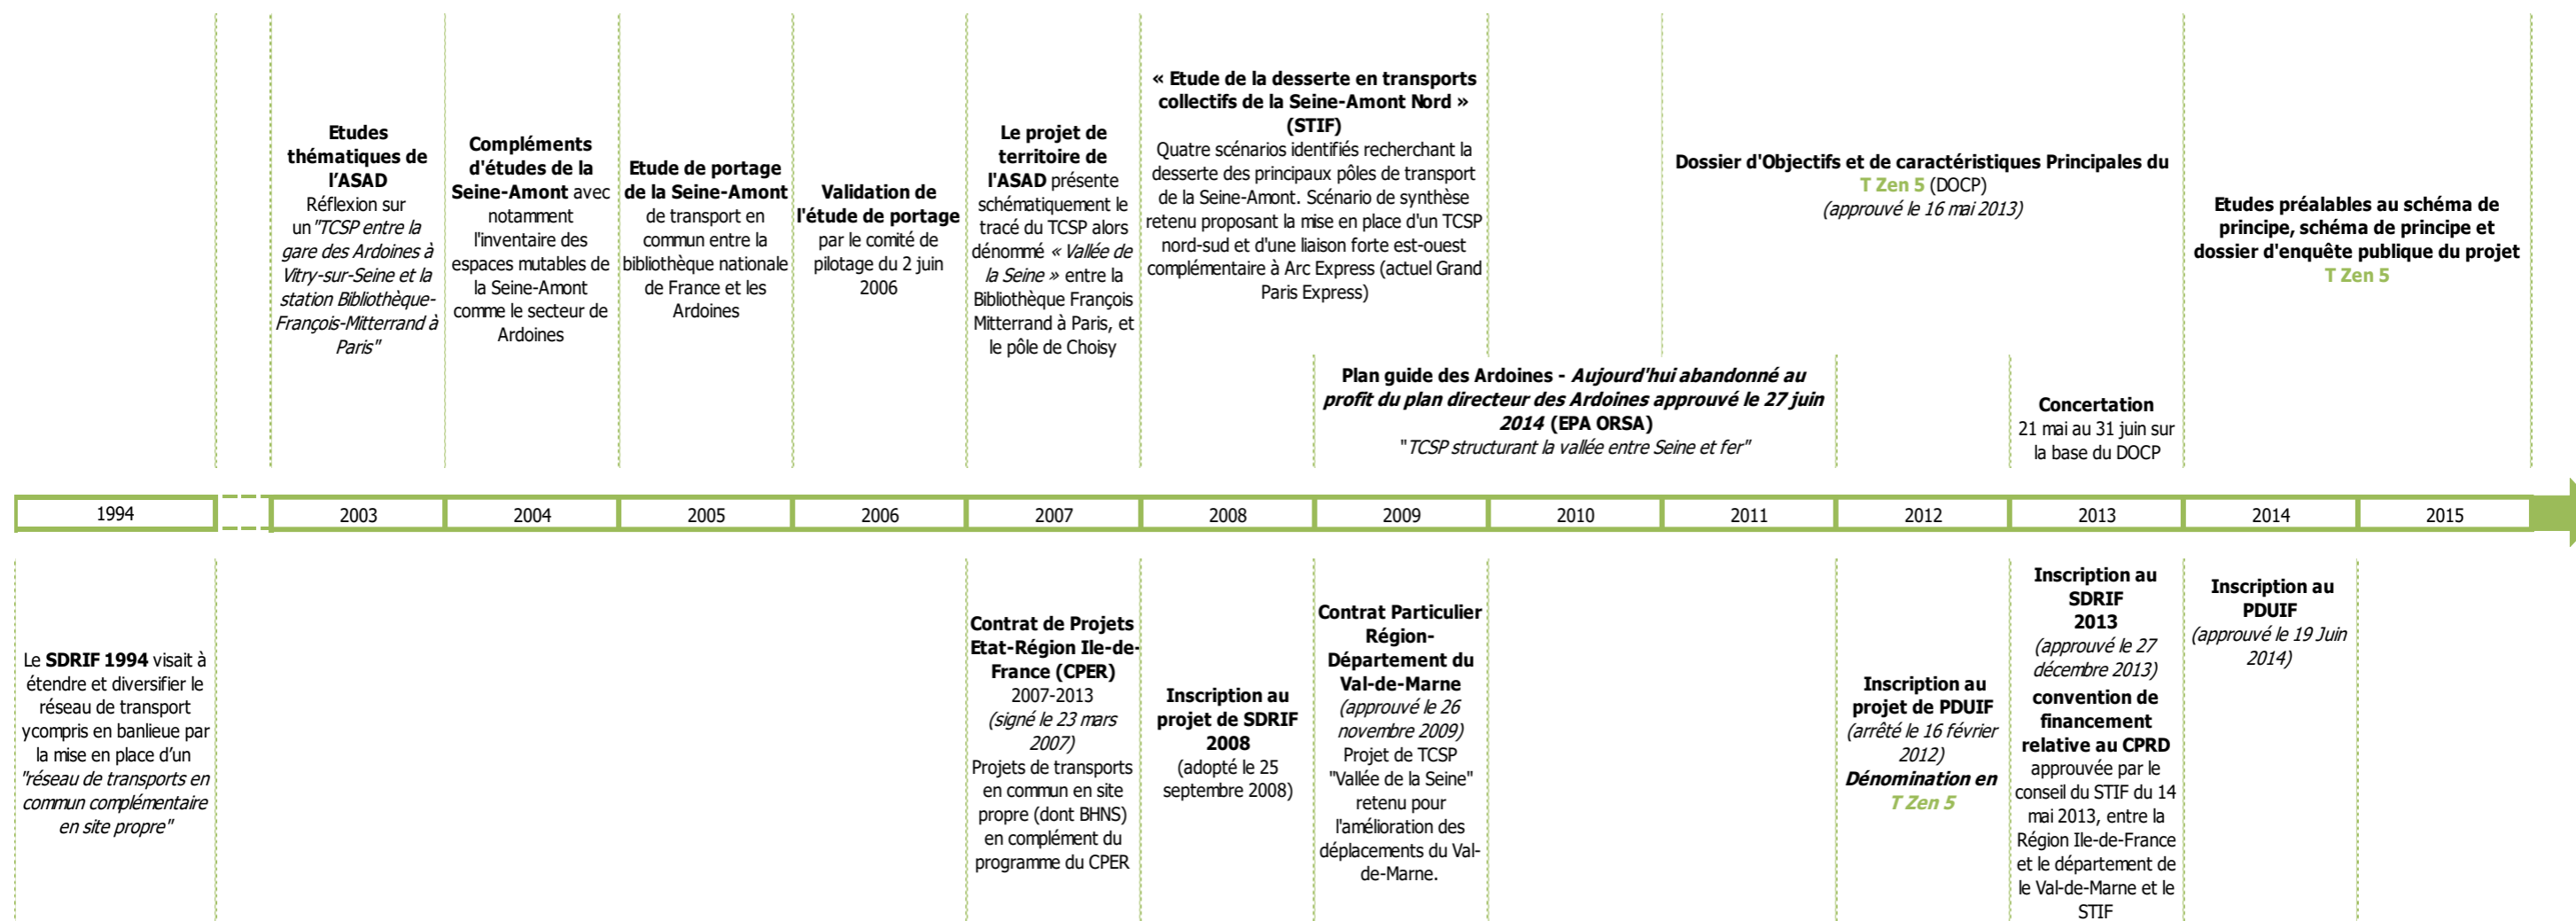 Etudes
thématiques de
l’ASAD
Réflexion sur
un"TCSP entre la
gare des Ardoines à
Vitry-sur-Seine et la
station Bibliothèque-
François-Mitterrand à
Paris"
Compléments
d'études de la
Seine-Amont avec
notamment
l'inventaire des
espaces mutables de
la Seine-Amont
comme le secteur de
Ardoines
Etude de portage
de la Seine-Amont
de transport en
commun entre la
bibliothèque nationale
de France et les
Ardoines
Validation de
l'étude de portage
par le comité de
pilotage du 2 juin
2006
Le projet de
territoire de
l'ASAD présente
schématiquement le
tracé du TCSP alors
dénommé « Vallée de
la Seine » entre la
Bibliothèque François
Mitterrand à Paris, et
le pôle de Choisy
« Etude de la desserte en transports
collectifs de la Seine-Amont Nord »
(STIF)
Quatre scénarios identifiés recherchant la
desserte des principaux pôles de transport
de la Seine-Amont. Scénario de synthèse
retenu proposant la mise en place d'un TCSP
nord-sud et d'une liaison forte est-ouest
complémentaire à Arc Express (actuel Grand
Paris Express)
Plan guide des Ardoines - Aujourd'hui abandonné au
profit du plan directeur des Ardoines approuvé le 27 juin
2014 (EPA ORSA)
"TCSP structurant la vallée entre Seine et fer"
Dossier d'Objectifs et de caractéristiques Principales du
T Zen 5 (DOCP)
(approuvé le 16 mai 2013)
Concertation
21 mai au 31 juin sur
la base du DOCP
Etudes préalables au schéma de
principe, schéma de principe et
dossier d'enquête publique du projet
T Zen 5
1994
2003
2004
2005
2006
2007
2008
2009
2010
2011
2012
2013
2014
2015
Le SDRIF 1994 visait à
étendre et diversifier le
réseau de transport
ycompris en banlieue par
la mise en place d’un
"réseau de transports en
commun complémentaire
en site propre"
Contrat de Projets
Etat-Région Ile-de-
France (CPER)
2007-2013
(signé le 23 mars
2007)
Projets de transports
en commun en site
propre (dont BHNS)
en complément du
programme du CPER
Inscription au
projet de SDRIF
2008
(adopté le 25
septembre 2008)
Contrat Particulier
Région-
Département du
Val-de-Marne
(approuvé le 26
novembre 2009)
Projet de TCSP
"Vallée de la Seine"
retenu pour
l'amélioration des
déplacements du Val-
de-Marne.
Inscription au
projet de PDUIF
(arrêté le 16 février
2012)
Dénomination en
T Zen 5
Inscription au
SDRIF
2013
(approuvé le 27
décembre 2013)
convention de
financement
relative au CPRD
approuvée par le
conseil du STIF du 14
mai 2013, entre la
Région Ile-de-France
et le département de
le Val-de-Marne et le
STIF
Inscription au
PDUIF
(approuvé le 19 Juin
2014)